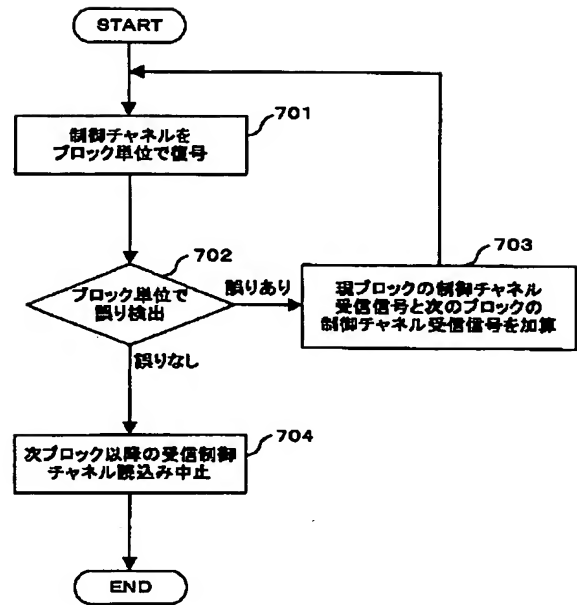 START
701
制御チャネルを
ブロック単位で復号
702
ブロック単位で
誤り検出
誤りあり
703
現ブロックの制御チャネル
受信信号と次のブロックの
制御チャネル受信信号を加算
誤りなし
704
次ブロック以降の受信制御
チャネル読込み中止
END